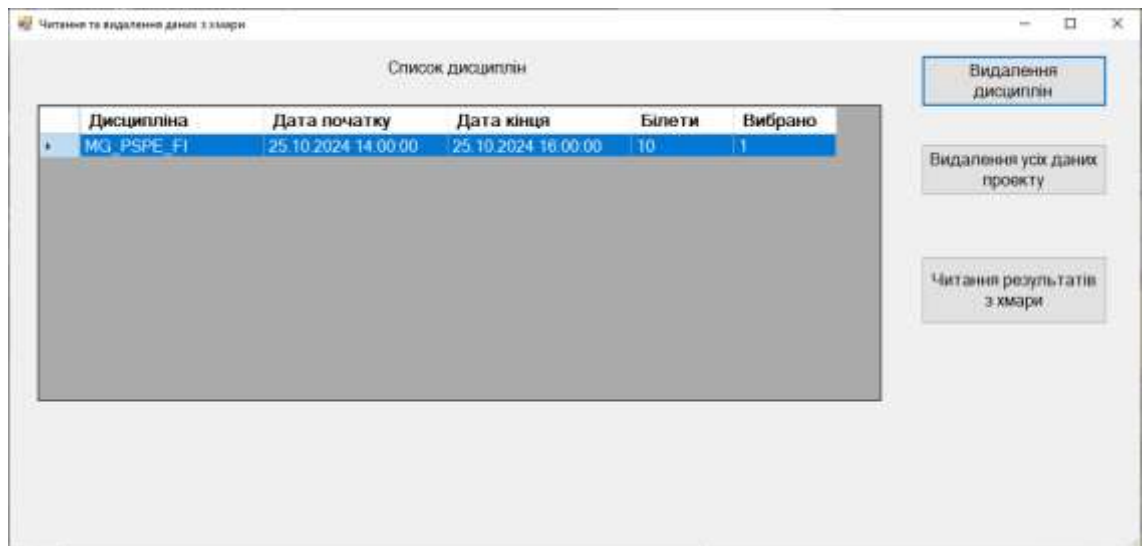 Читання та видалення даних з хмари
Список дисциплін
Дисципліна Дата початку Дата кінця Білети Вибрано
MG_PSPE_FI 25.10.2024 14:00:00 25.10.2024 16:00:00 10 1
Видалення
дисциплін
Видалення усіх даних
проекту
Читання результатів
з хмари